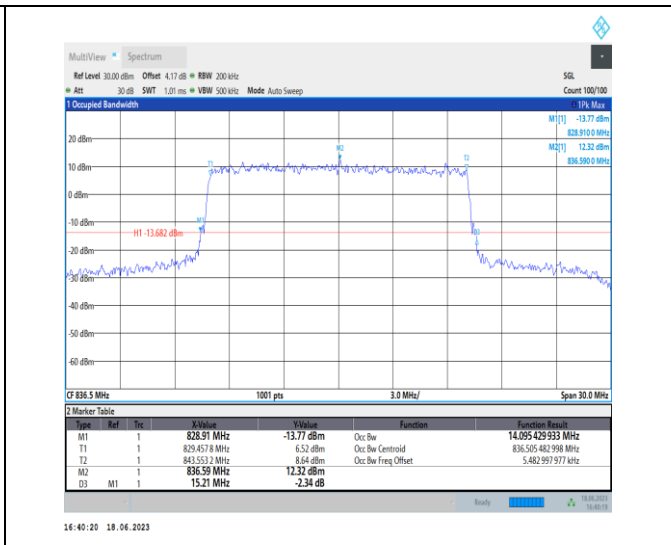 MultiView Spectrum
Ref Level 30.00 dBm Offset 4.17 dB RBW 200 kHz SGL
Att 30 dB SWT 1.01 ms VBW 500 kHz Mode Auto Sweep Count 100/100
1 Occupied Bandwidth 1Pk Max
M1[1] -13.77 dBm
828.910 0 MHz
M2[1] 12.32 dBm
836.590 0 MHz
20 dBm
M2
T1 T2
10 dBm
0 dBm
-10 dBm
M1
H1 -13.682 dBm
D3
-20 dBm
-30 dBm
-40 dBm
-50 dBm
-60 dBm
CF 836.5 MHz 1001 pts 3.0 MHz/ Span 30.0 MHz
2 Marker Table
Type Ref Trc X-Value Y-Value Function Function Result
M1 1 828.91 MHz -13.77 dBm Occ Bw 14.095 429 933 MHz
T1 1 829.457 8 MHz 6.52 dBm Occ Bw Centroid 836.505 482 998 MHz
T2 1 843.553 2 MHz 8.64 dBm Occ Bw Freq Offset 5.482 997 977 kHz
M2 1 836.59 MHz 12.32 dBm
D3 M1 1 15.21 MHz -2.34 dB
Ready 18.06.2023
16:40:19
16:40:20 18.06.2023